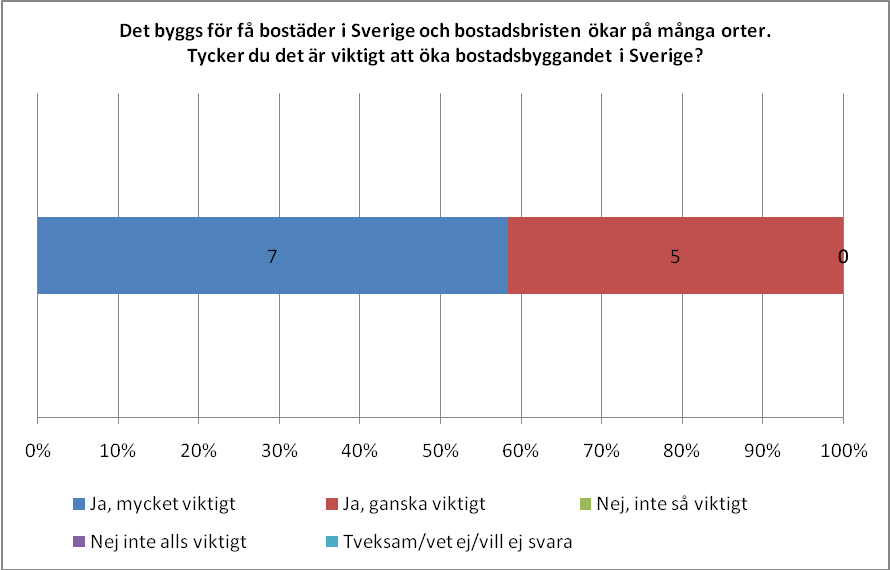 Det byggs för få bostäder i Sverige och bostadsbristen ökar på många orter.
Tycker du det är viktigt att öka bostadsbyggandet i Sverige?
7 5 0
0% 10% 20% 30% 40% 50% 60% 70% 80% 90% 100%
Ja, mycket viktigt Ja, ganska viktigt Nej, inte så viktigt
Nej inte alls viktigt Tveksam/vet ej/vill ej svara